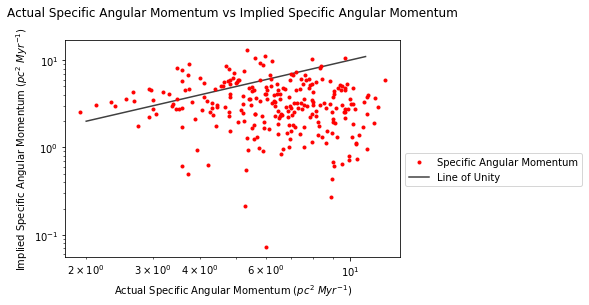 Actual Specific Angular Momentum vs Implied Specific Angular Momentum
Implied Specific Angular Momentum (pc² Myr⁻¹)
10¹
10⁰
10⁻¹
2 × 10⁰ 3 × 10⁰ 4 × 10⁰ 6 × 10⁰ 10¹
Actual Specific Angular Momentum (pc² Myr⁻¹)
Specific Angular Momentum
Line of Unity